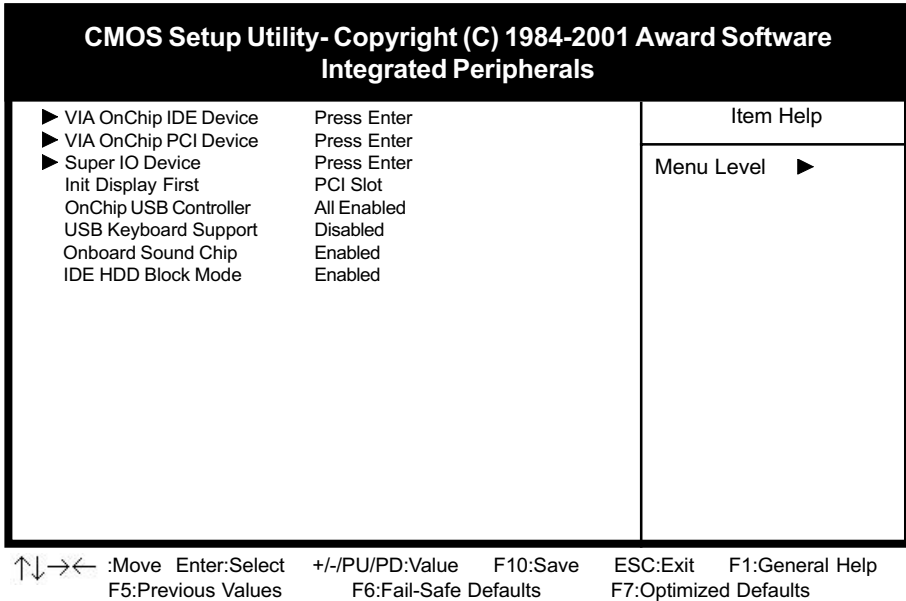 CMOS Setup Utility- Copyright (C) 1984-2001 Award Software
Integrated Peripherals
▶ VIA OnChip IDE Device Press Enter
▶ VIA OnChip PCI Device Press Enter
▶ Super IO Device Press Enter
Init Display First PCI Slot
OnChip USB Controller All Enabled
USB Keyboard Support Disabled
Onboard Sound Chip Enabled
IDE HDD Block Mode Enabled
Item Help
Menu Level ▶
↑↓→← :Move Enter:Select +/-/PU/PD:Value F10:Save ESC:Exit F1:General Help
F5:Previous Values F6:Fail-Safe Defaults F7:Optimized Defaults